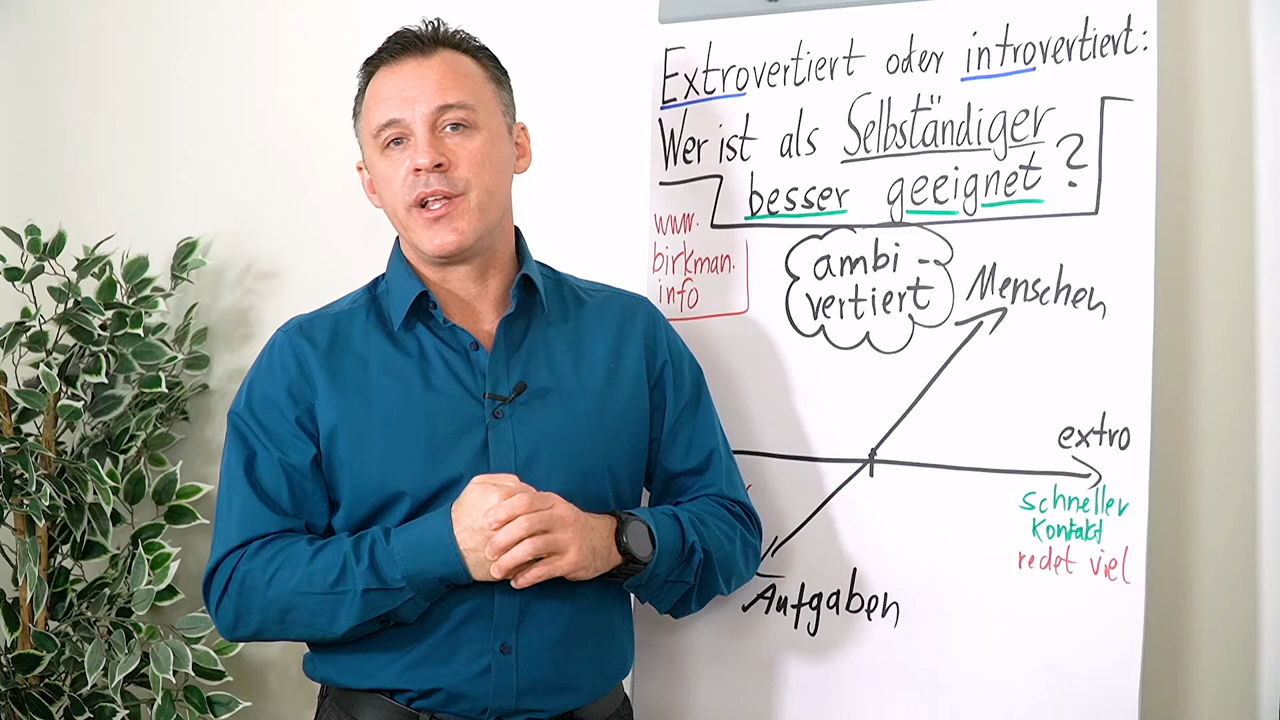 Extrovertiert oder introvertiert:
Wer ist als Selbständiger
besser geeignet?
www.
birkman.
info
ambi-
vertiert
Menschen
extro
schneller
Kontakt
redet viel
Aufgaben